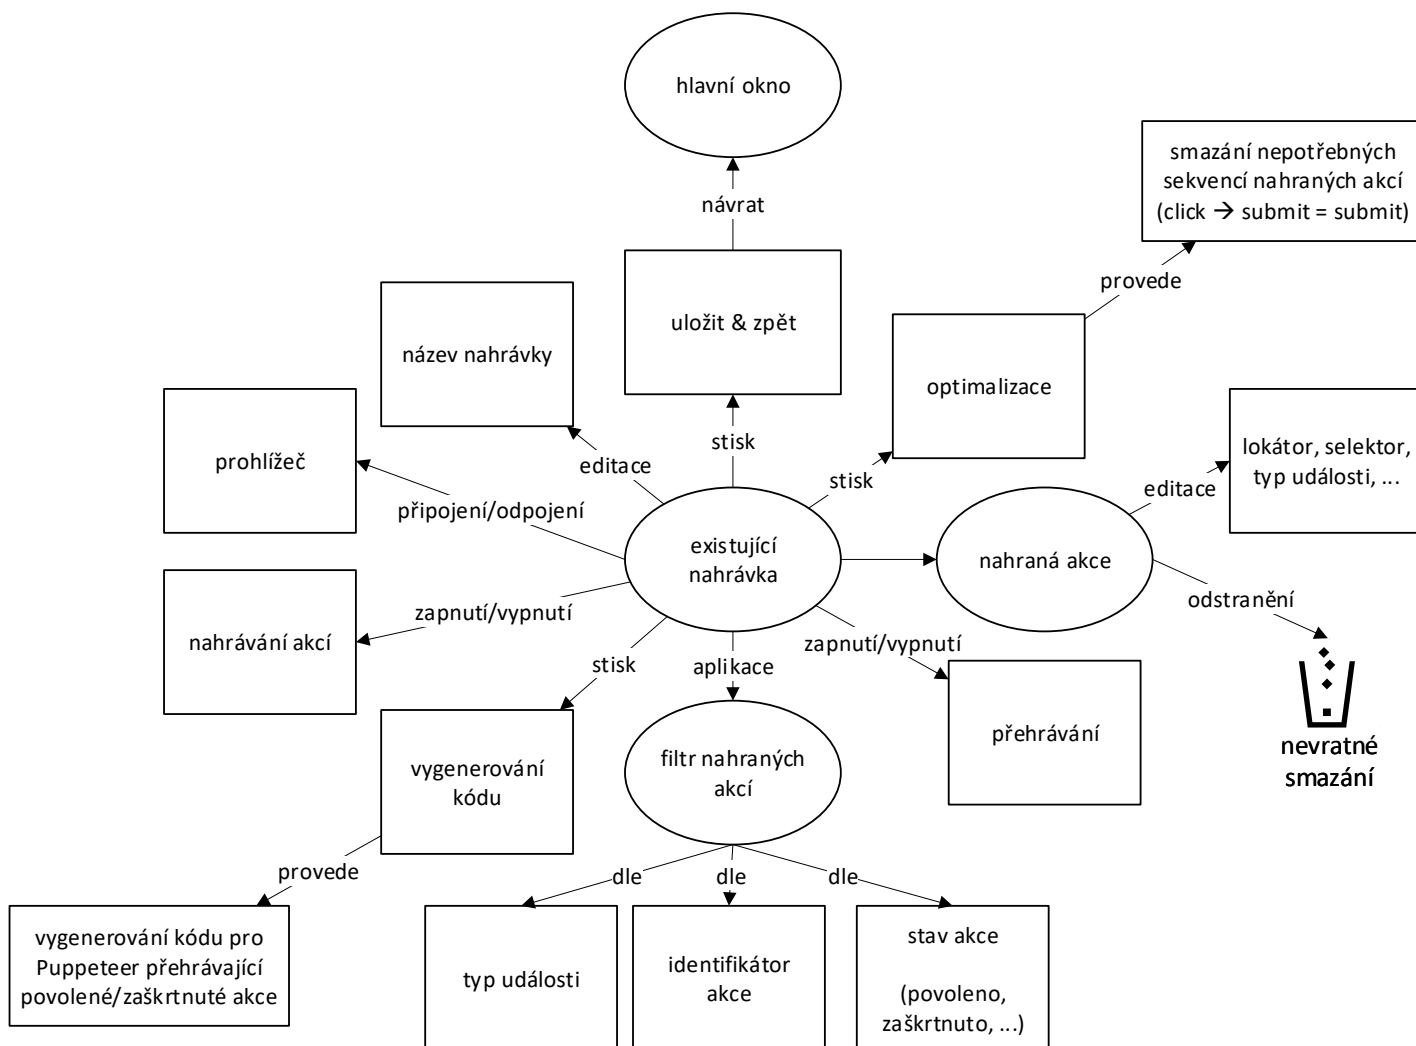 hlavní okno
smazání nepotřebných
sekvencí nahraných akcí
(click → submit = submit)
návrat
provede
název nahrávky
uložit & zpět
optimalizace
prohlížeč
editace
stisk
stisk
lokátor, selektor,
typ události, ...
editace
připojení/odpojení
existující
nahrávka
nahraná akce
odstranění
nahrávání akcí
zapnutí/vypnutí
stisk
aplikace
zapnutí/vypnutí
přehrávání
nevratné
smazání
vygenerování
kódu
filtr nahraných
akcí
provede
dle
dle
dle
vygenerování kódu pro
Puppeteer přehrávající
povolené/zaškrtnuté akce
typ události
identifikátor
akce
stav akce
(povoleno,
zaškrtnuto, ...)